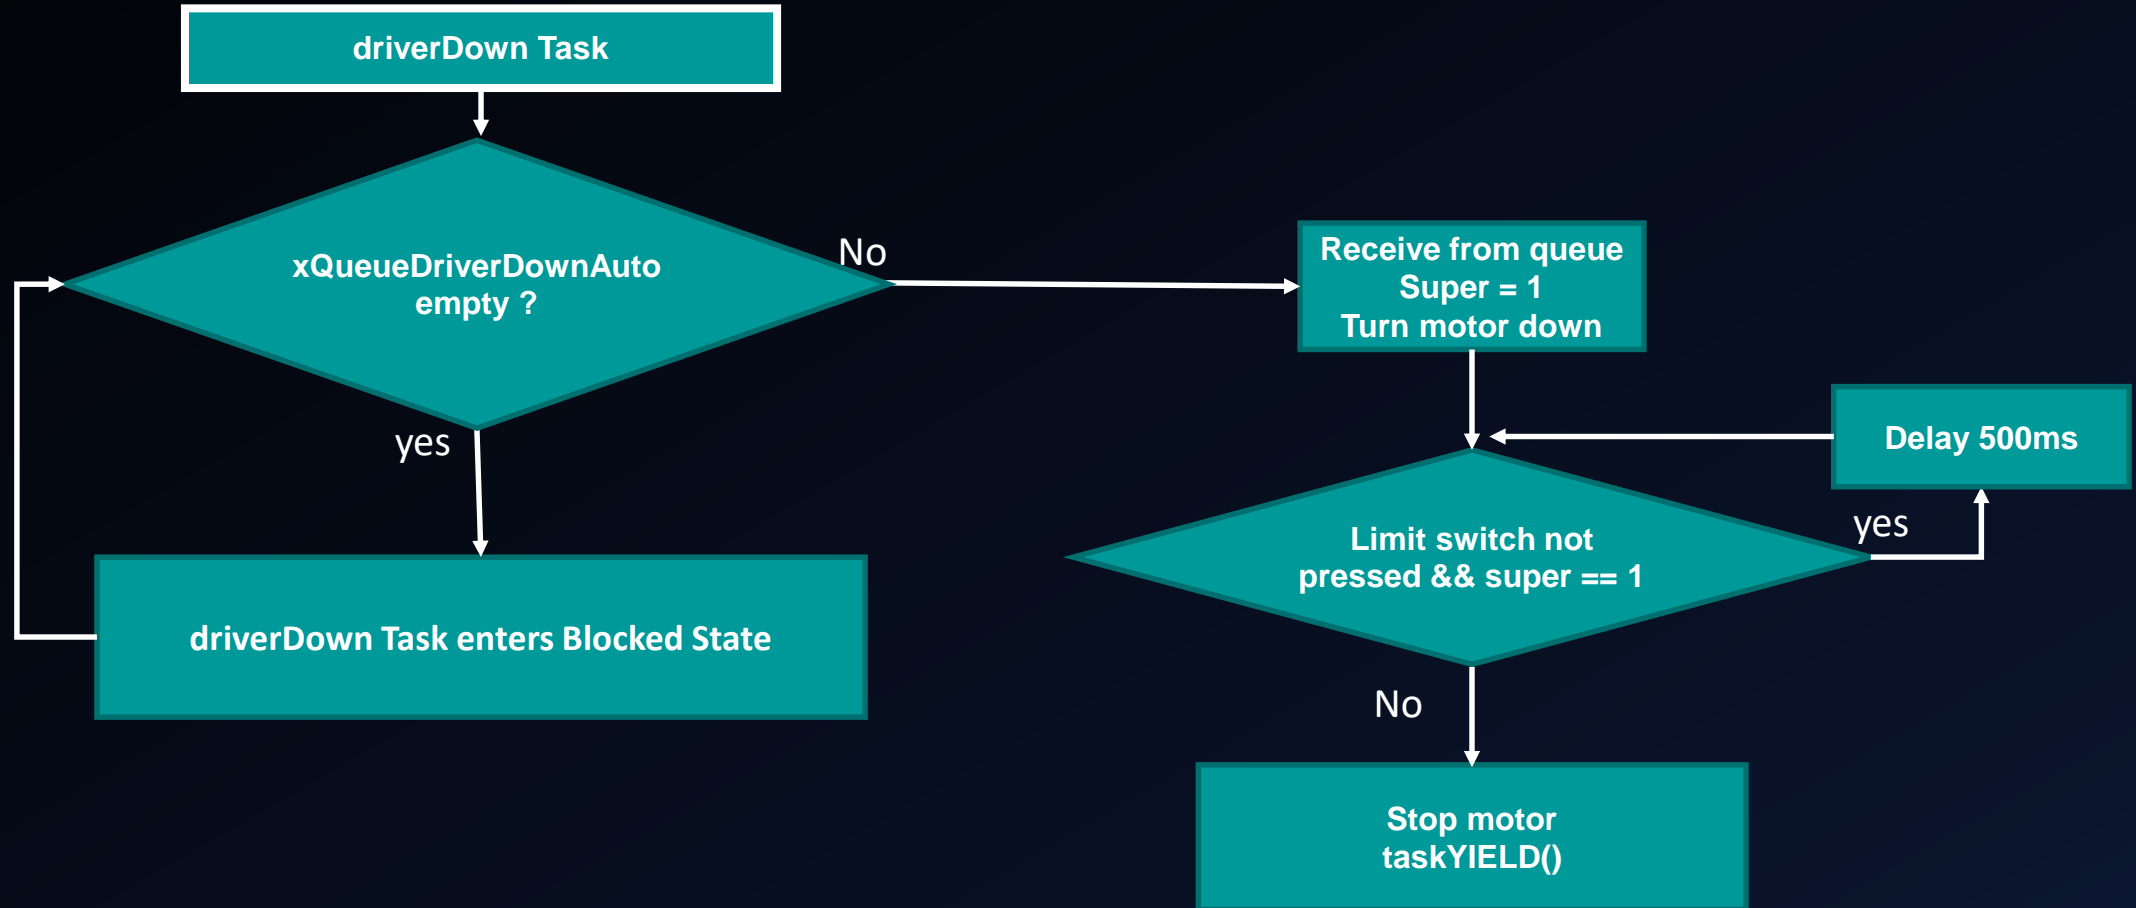 driverDown Task
xQueueDriverDownAuto
empty ?
No
yes
driverDown Task enters Blocked State
Receive from queue
Super = 1
Turn motor down
Delay 500ms
Limit switch not
pressed && super == 1
yes
No
Stop motor
taskYIELD()